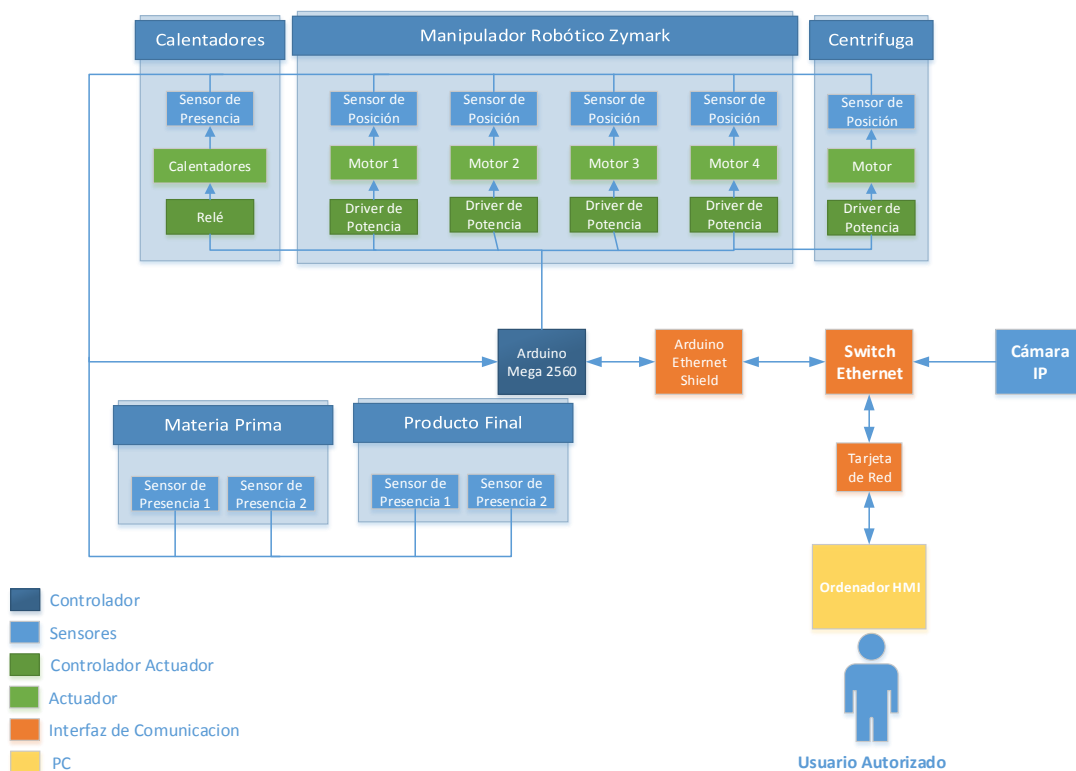 Calentadores
Manipulador Robótico Zymark
Centrifuga
Sensor de
Presencia
Sensor de
Posición
Sensor de
Posición
Sensor de
Posición
Sensor de
Posición
Sensor de
Posición
Calentadores
Motor 1
Motor 2
Motor 3
Motor 4
Motor
Relé
Driver de
Potencia
Driver de
Potencia
Driver de
Potencia
Driver de
Potencia
Driver de
Potencia
Arduino
Mega 2560
Arduino
Ethernet
Shield
Switch
Ethernet
Cámara
IP
Materia Prima
Producto Final
Sensor de
Presencia 1
Sensor de
Presencia 2
Sensor de
Presencia 1
Sensor de
Presencia 2
Tarjeta
de Red
Ordenador HMI
Controlador
Sensores
Controlador Actuador
Actuador
Interfaz de Comunicacion
PC
Usuario Autorizado